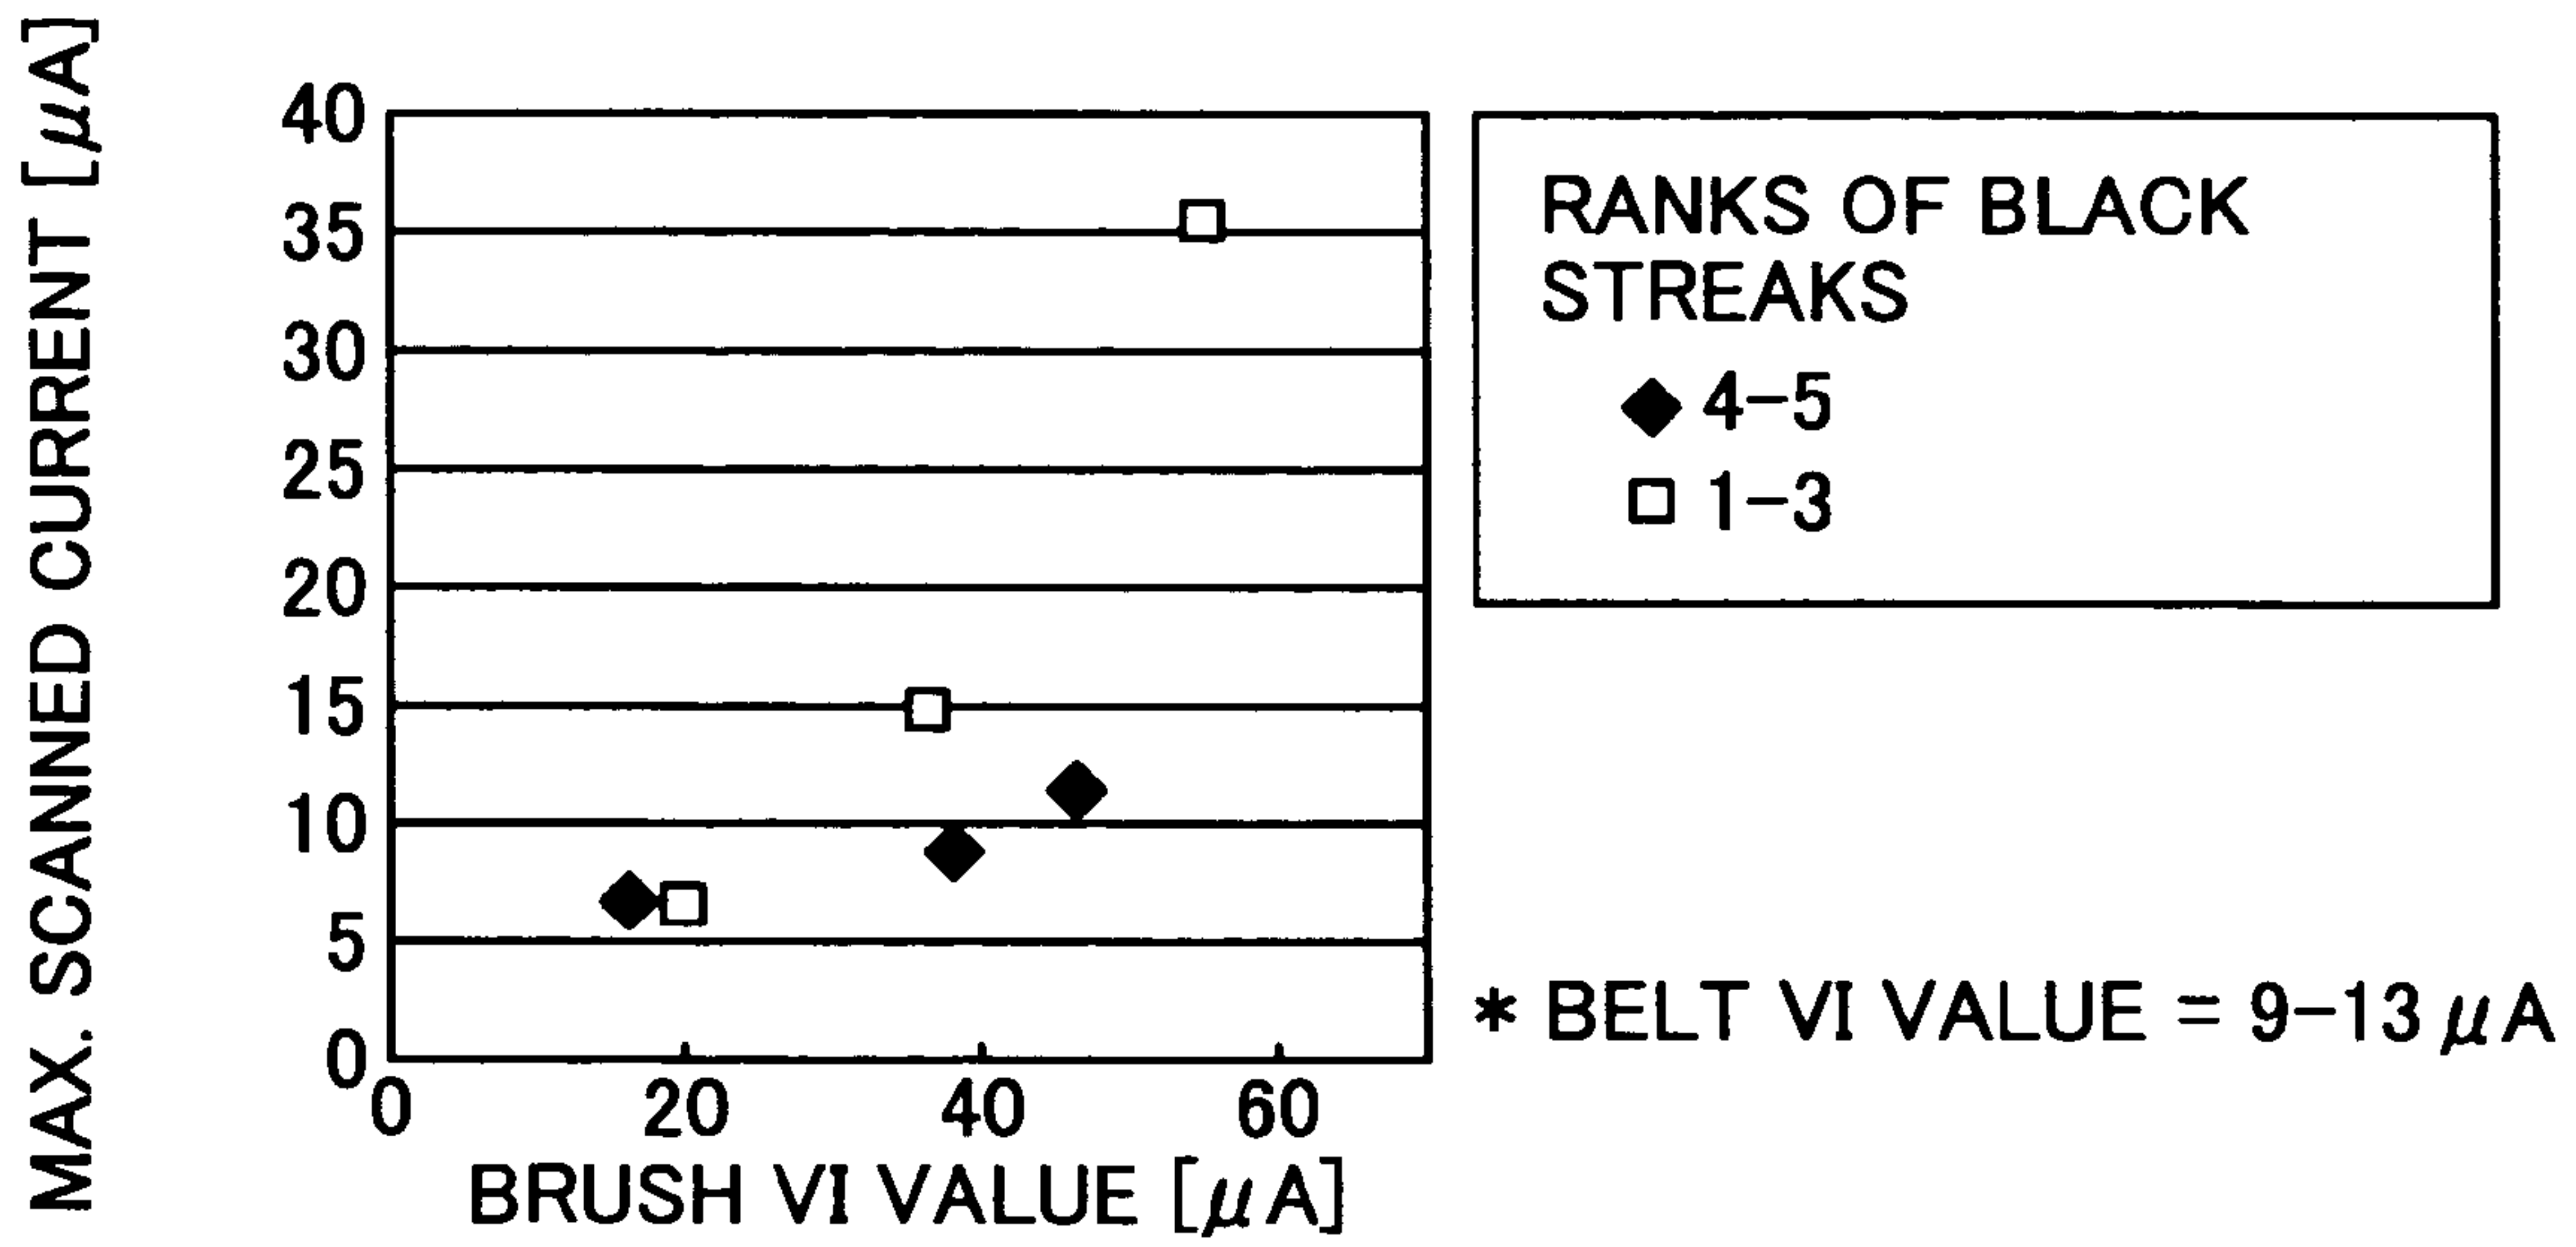 MAX. SCANNED CURRENT [μA]
40
35
30
25
20
15
10
5
0
0 20 40 60
BRUSH VI VALUE [μA]
RANKS OF BLACK
STREAKS
4-5
1-3
* BELT VI VALUE = 9-13 μA